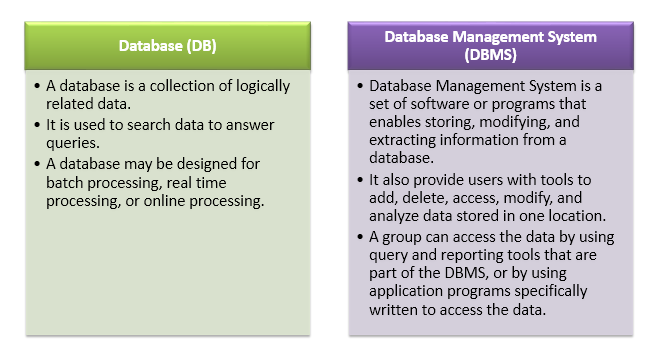 Database (DB)
• A database is a collection of logically
related data.
• It is used to search data to answer
queries.
• A database may be designed for
batch processing, real time
processing, or online processing.
Database Management System
(DBMS)
• Database Management System is a
set of software or programs that
enables storing, modifying, and
extracting information from a
database.
• It also provide users with tools to
add, delete, access, modify, and
analyze data stored in one location.
• A group can access the data by using
query and reporting tools that are
part of the DBMS, or by using
application programs specifically
written to access the data.